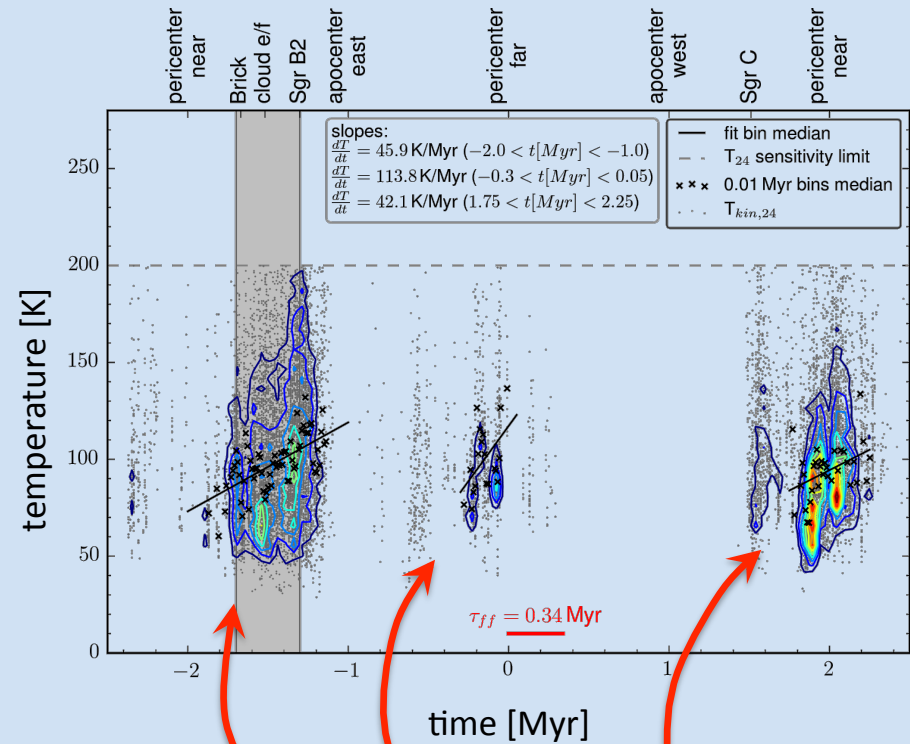 pericenter
near
Brick
cloud e/f
Sgr B2
apocenter
east
pericenter
far
apocenter
west
Sgr C
pericenter
near
slopes:
dT/dt = 45.9 K/Myr (−2.0 < t[Myr] < −1.0)
dT/dt = 113.8 K/Myr (−0.3 < t[Myr] < 0.05)
dT/dt = 42.1 K/Myr (1.75 < t[Myr] < 2.25)
fit bin median
T24 sensitivity limit
0.01 Myr bins median
Tkin,24
temperature [K]
250
200
150
100
50
0
τff = 0.34 Myr
−2
−1
0
1
2
time [Myr]